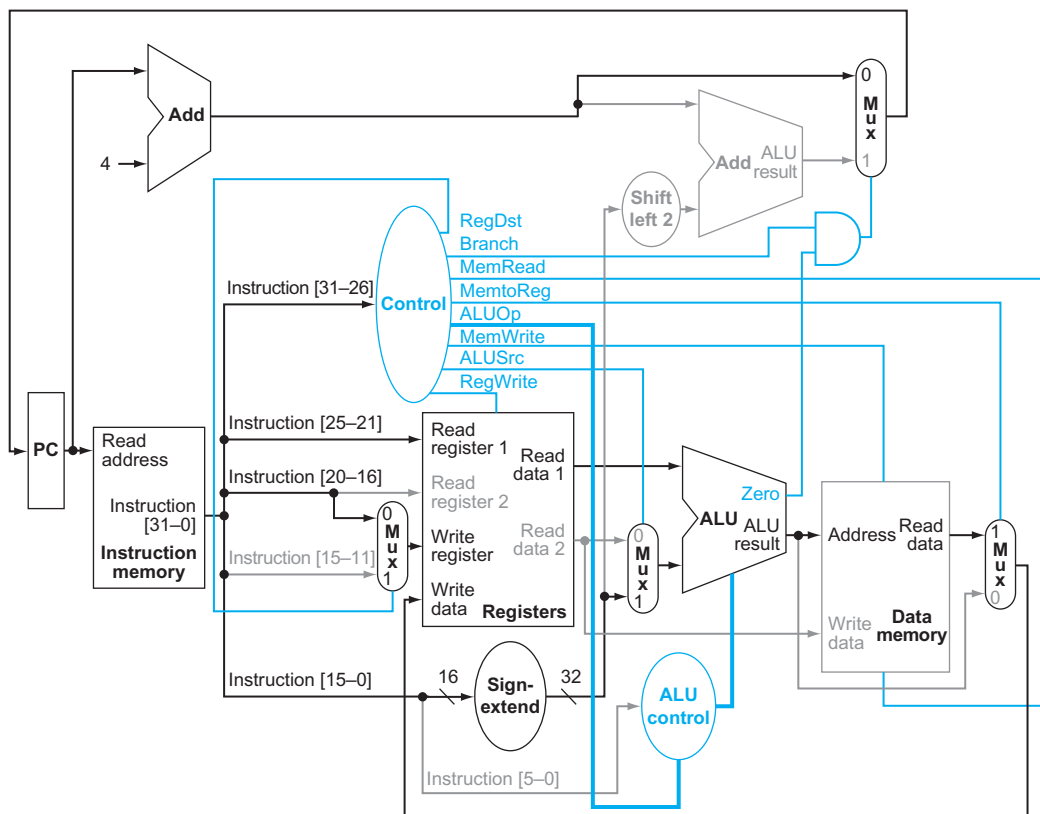 0
M
u
x
1
Add
4
Add
ALU
result
Shift
left 2
RegDst
Branch
MemRead
MemtoReg
ALUOp
MemWrite
ALUSrc
RegWrite
Control
Instruction [31–26]
PC
Read
address
Instruction
[31–0]
Instruction
memory
Instruction [25–21]
Instruction [20–16]
Instruction [15–11]
0
M
u
x
1
Read
register 1
Read
register 2
Write
register
Write
data
Read
data 1
Read
data 2
Registers
0
M
u
x
1
Zero
ALU
ALU
result
Address
Read
data
Write
data
Data
memory
1
M
u
x
0
Instruction [15–0]
16
Sign-
extend
32
ALU
control
Instruction [5–0]